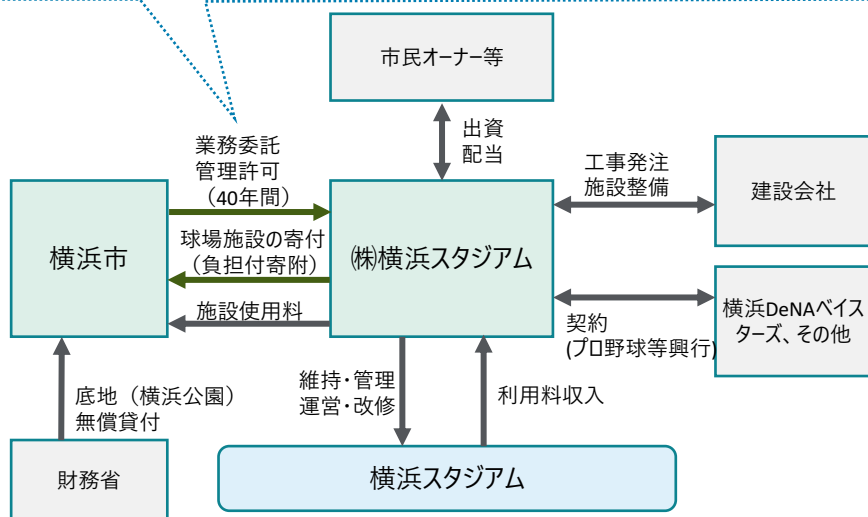 市民オーナー等
出資
配当
業務委託
管理許可
（40年間）
工事発注
施設整備
建設会社
横浜市
球場施設の寄付
（負担付寄附）
㈱横浜スタジアム
施設使用料
契約
(プロ野球等興行)
横浜DeNAベイス
ターズ、その他
底地（横浜公園）
無償貸付
維持・管理
運営・改修
利用料収入
財務省
横浜スタジアム